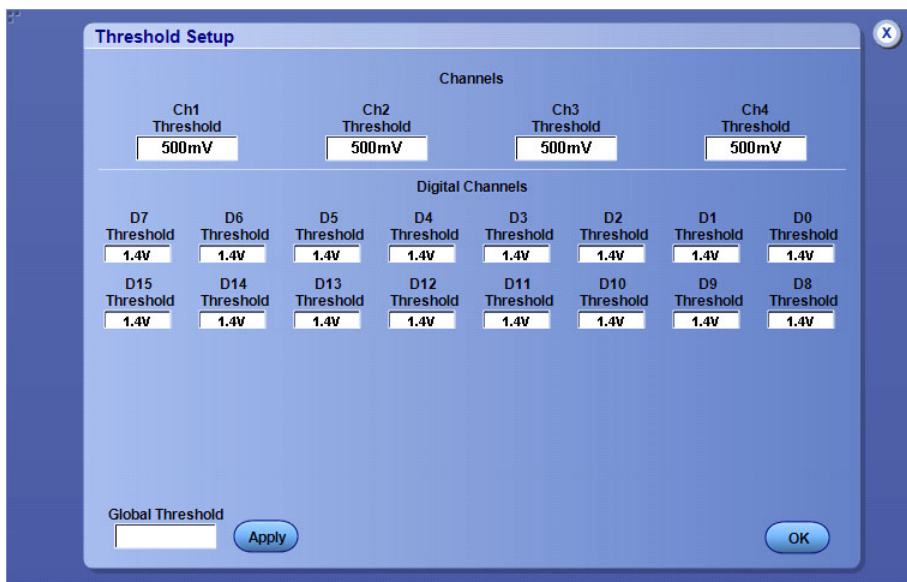 Threshold Setup
X
Channels
Ch1 Threshold
Ch2 Threshold
Ch3 Threshold
Ch4 Threshold
500mV 500mV 500mV 500mV
Digital Channels
D7 Threshold
D6 Threshold
D5 Threshold
D4 Threshold
D3 Threshold
D2 Threshold
D1 Threshold
D0 Threshold
1.4V 1.4V 1.4V 1.4V 1.4V 1.4V 1.4V 1.4V
D15 Threshold
D14 Threshold
D13 Threshold
D12 Threshold
D11 Threshold
D10 Threshold
D9 Threshold
D8 Threshold
1.4V 1.4V 1.4V 1.4V 1.4V 1.4V 1.4V 1.4V
Global Threshold
Apply
OK